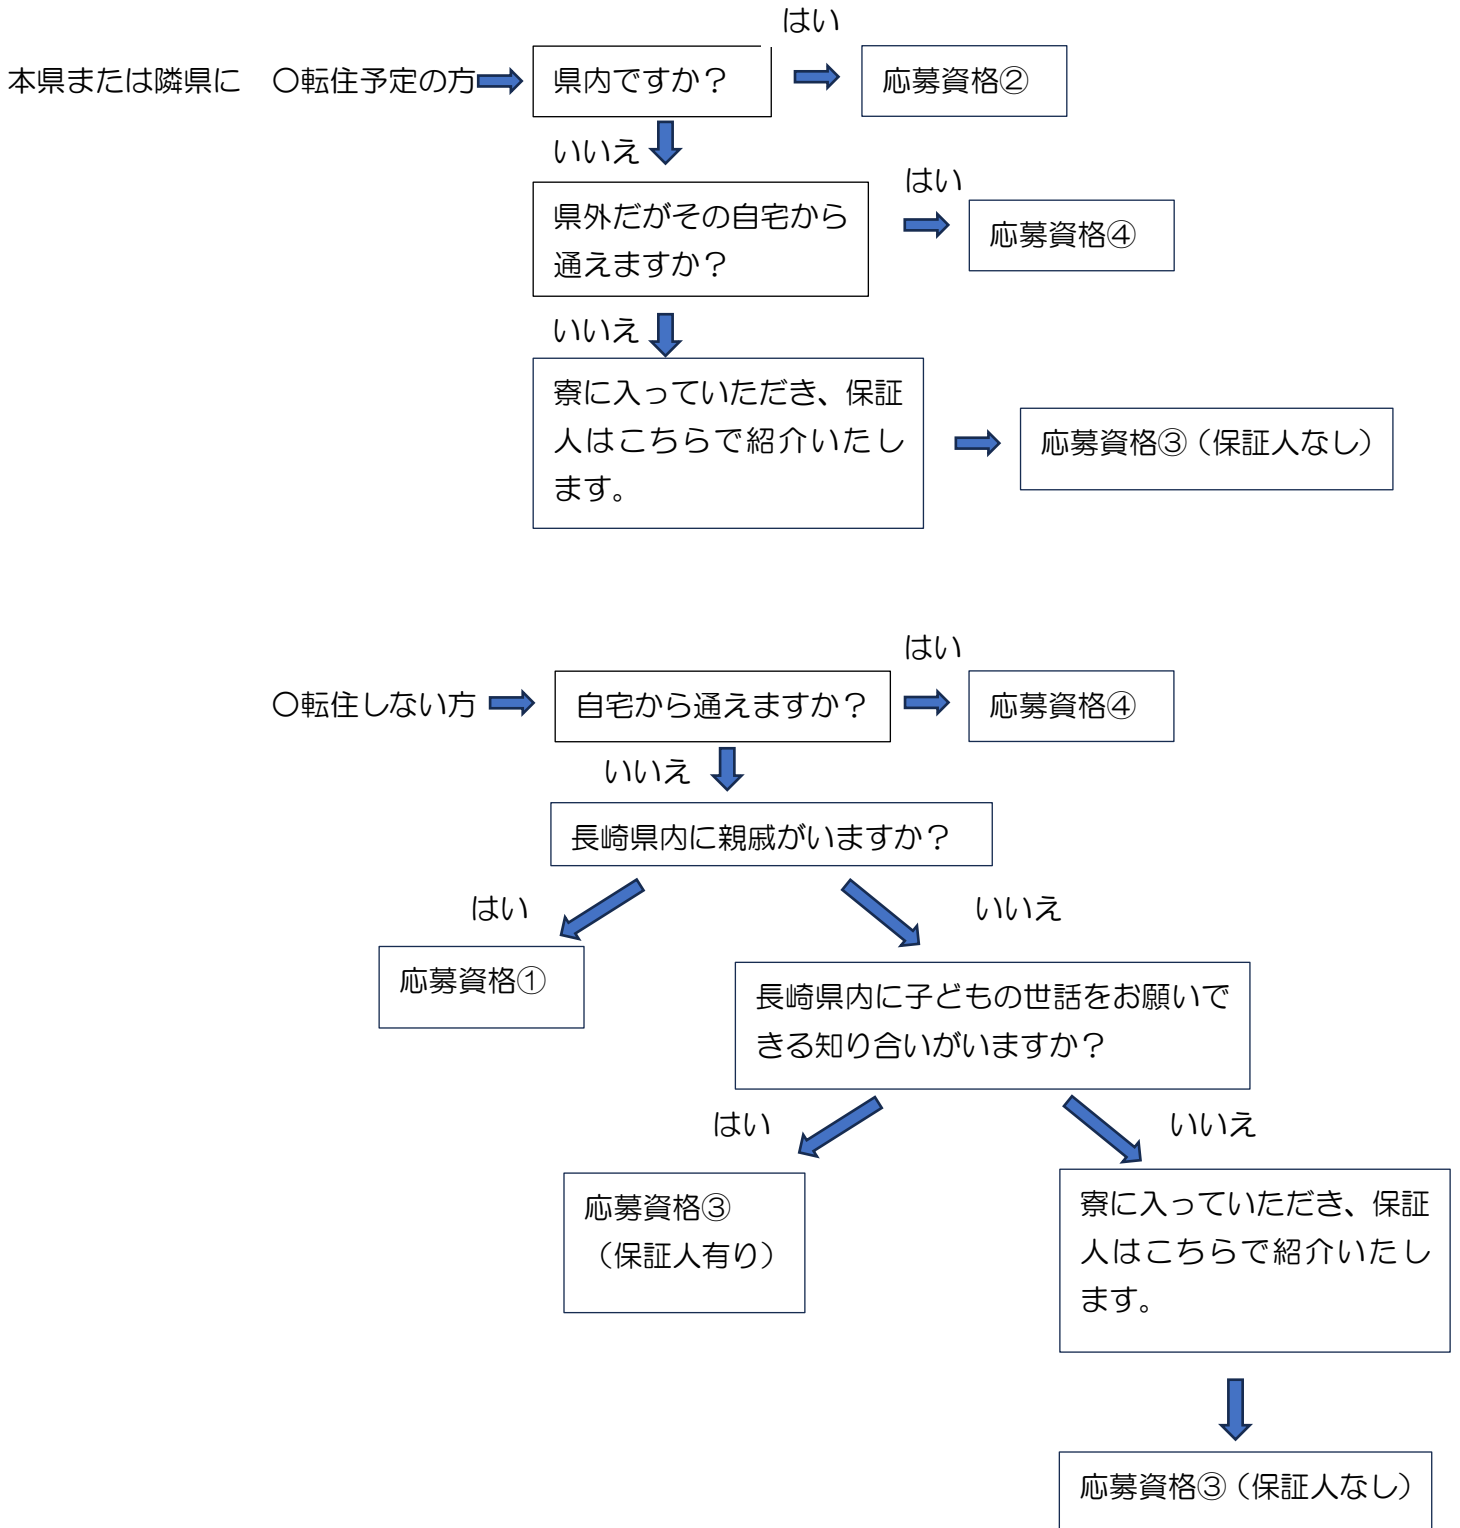 はい
本県または隣県に　〇転住予定の方
県内ですか？
応募資格②
いいえ
はい
県外だがその自宅から
通えますか？
応募資格④
いいえ
寮に入っていただき、保証
人はこちらで紹介いたし
ます。
応募資格③（保証人なし）
はい
〇転住しない方
自宅から通えますか？
応募資格④
いいえ
長崎県内に親戚がいますか？
はい
いいえ
応募資格①
長崎県内に子どもの世話をお願いで
きる知り合いがいますか？
はい
いいえ
応募資格③
（保証人有り）
寮に入っていただき、保証
人はこちらで紹介いたし
ます。
応募資格③（保証人なし）